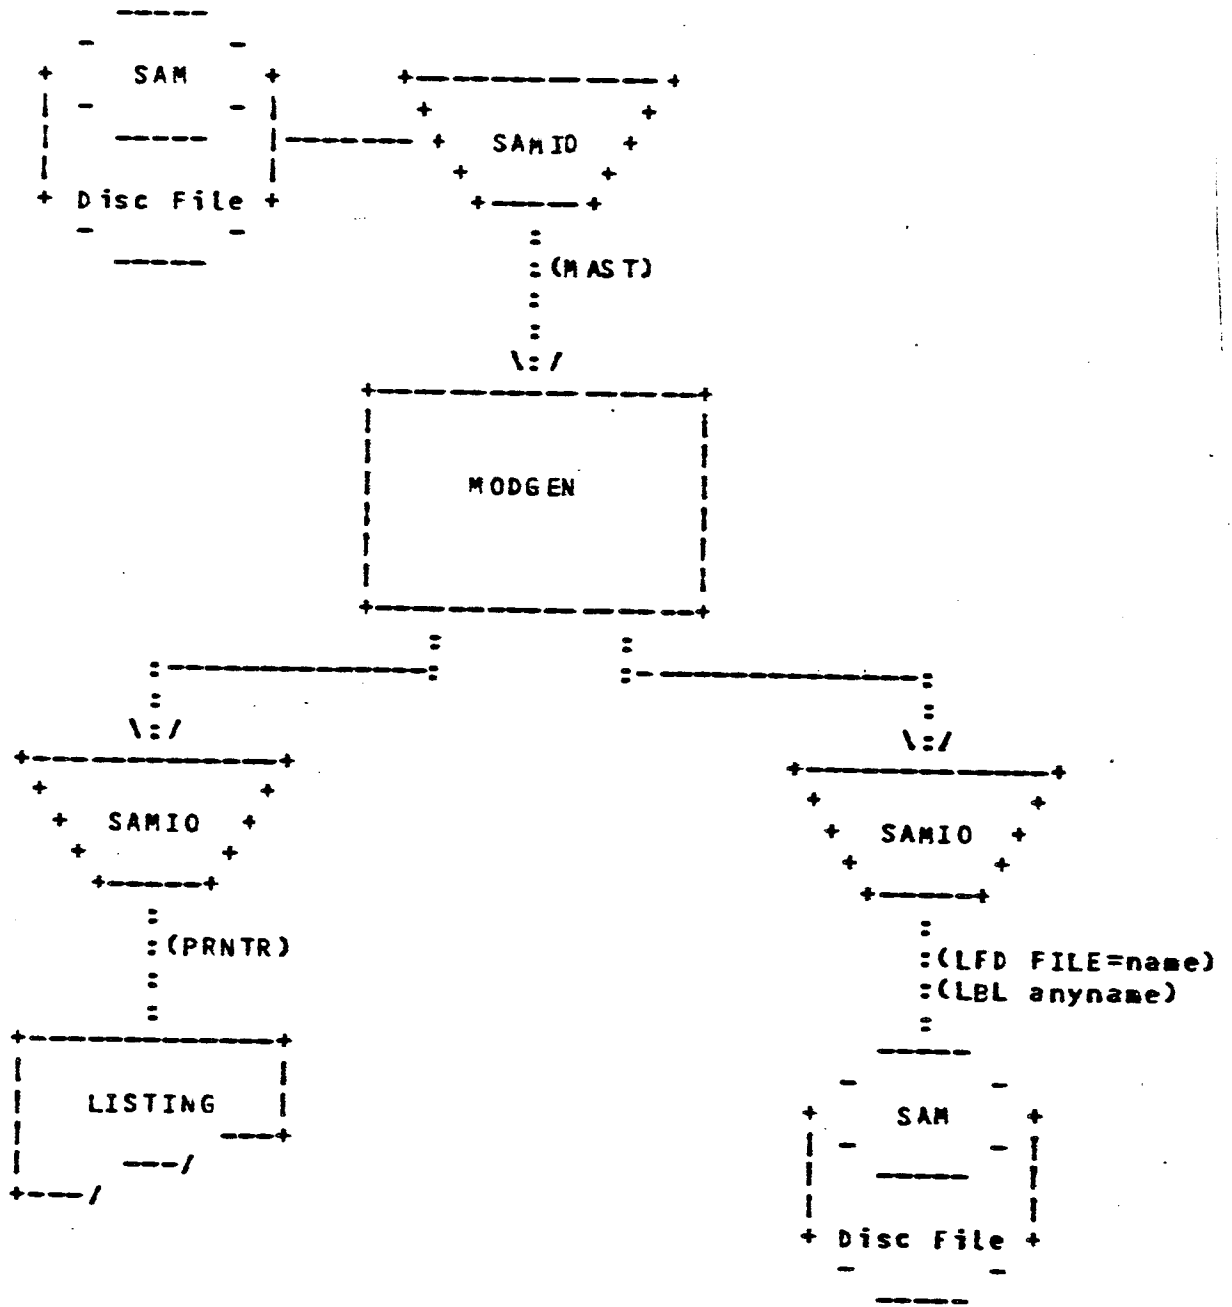 SAM
SAMIO
Disc File
(MAST)
MODGEN
SAMIO
SAMIO
(PRNTR)
(LFD FILE=name)
(LBL anyname)
LISTING
SAM
Disc File